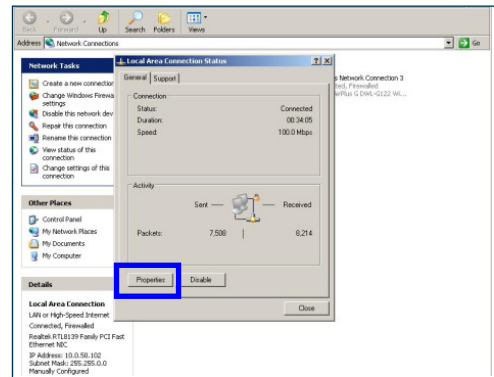 Back Forward Up Search Folders Views
Address Network Connections Go
Network Tasks
Create a new connection
Change Windows Firewa
settings
Disable this network dev
Repair this connection
Rename this connection
View status of this
connection
Change settings of this
connection
Other Places
Control Panel
My Network Places
My Documents
My Computer
Details
Local Area Connection
LAN or High-Speed Internet
Connected, Firewalled
Realtek RTL8139 Family PCI Fast
Ethernet NIC
IP Address: 10.0.50.102
Subnet Mask: 255.255.0.0
Manually Configured
Local Area Connection Status
General Support
Connection
Status: Connected
Duration: 00:34:05
Speed: 100.0 Mbps
Activity
Sent Received
Packets: 7,508 8,214
Properties Disable
Close
s Network Connection 3
ted, Firewalled
G DWL-G122 Wi...